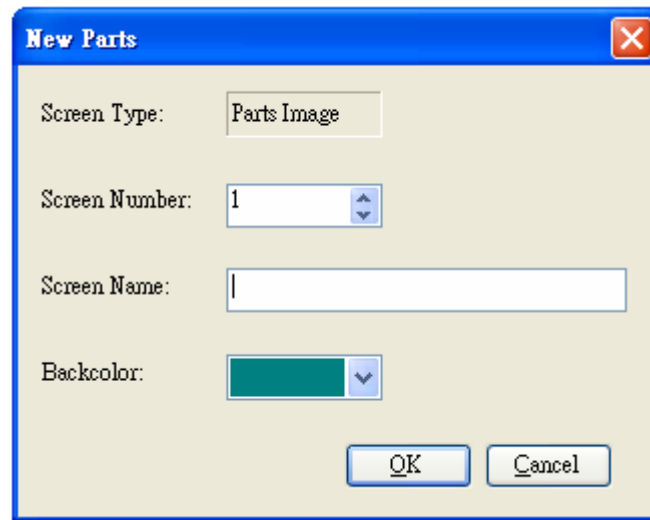 New Parts
Screen Type: Parts Image
Screen Number: 1
Screen Name:
Backcolor:
OK Cancel